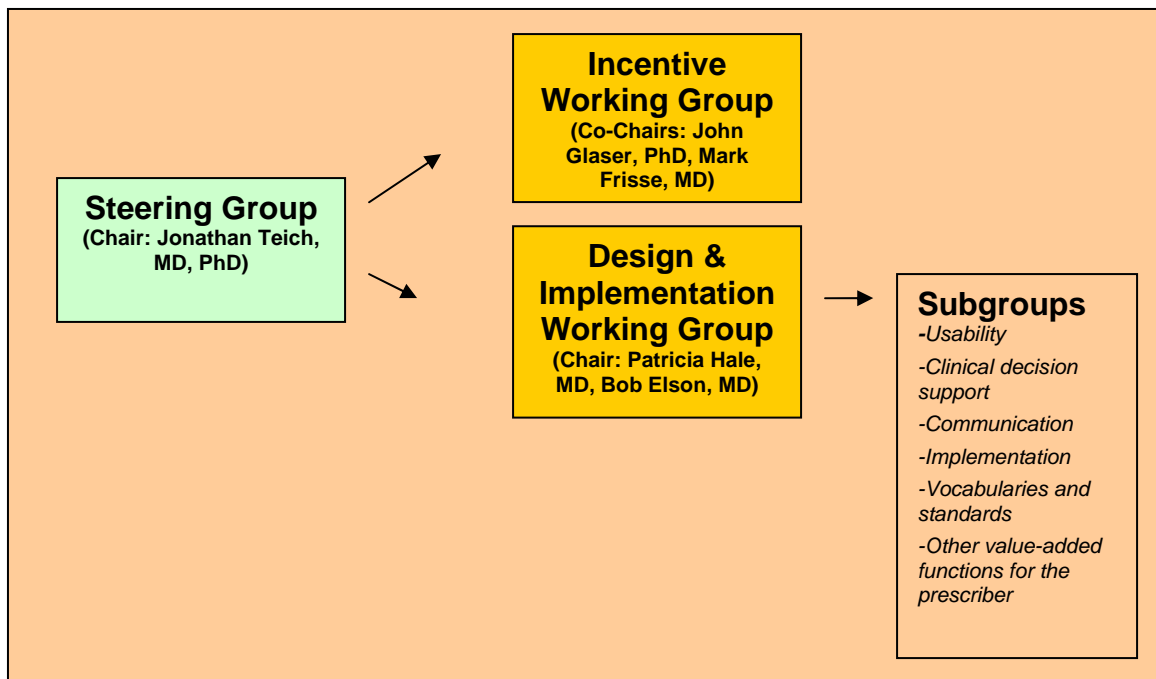 Incentive
Working Group
(Co-Chairs: John
Glaser, PhD, Mark
Frisse, MD)
Steering Group
(Chair: Jonathan Teich,
MD, PhD)
Design &
Implementation
Working Group
(Chair: Patricia Hale,
MD, Bob Elson, MD)
Subgroups
-Usability
-Clinical decision
support
-Communication
-Implementation
-Vocabularies and
standards
-Other value-added
functions for the
prescriber